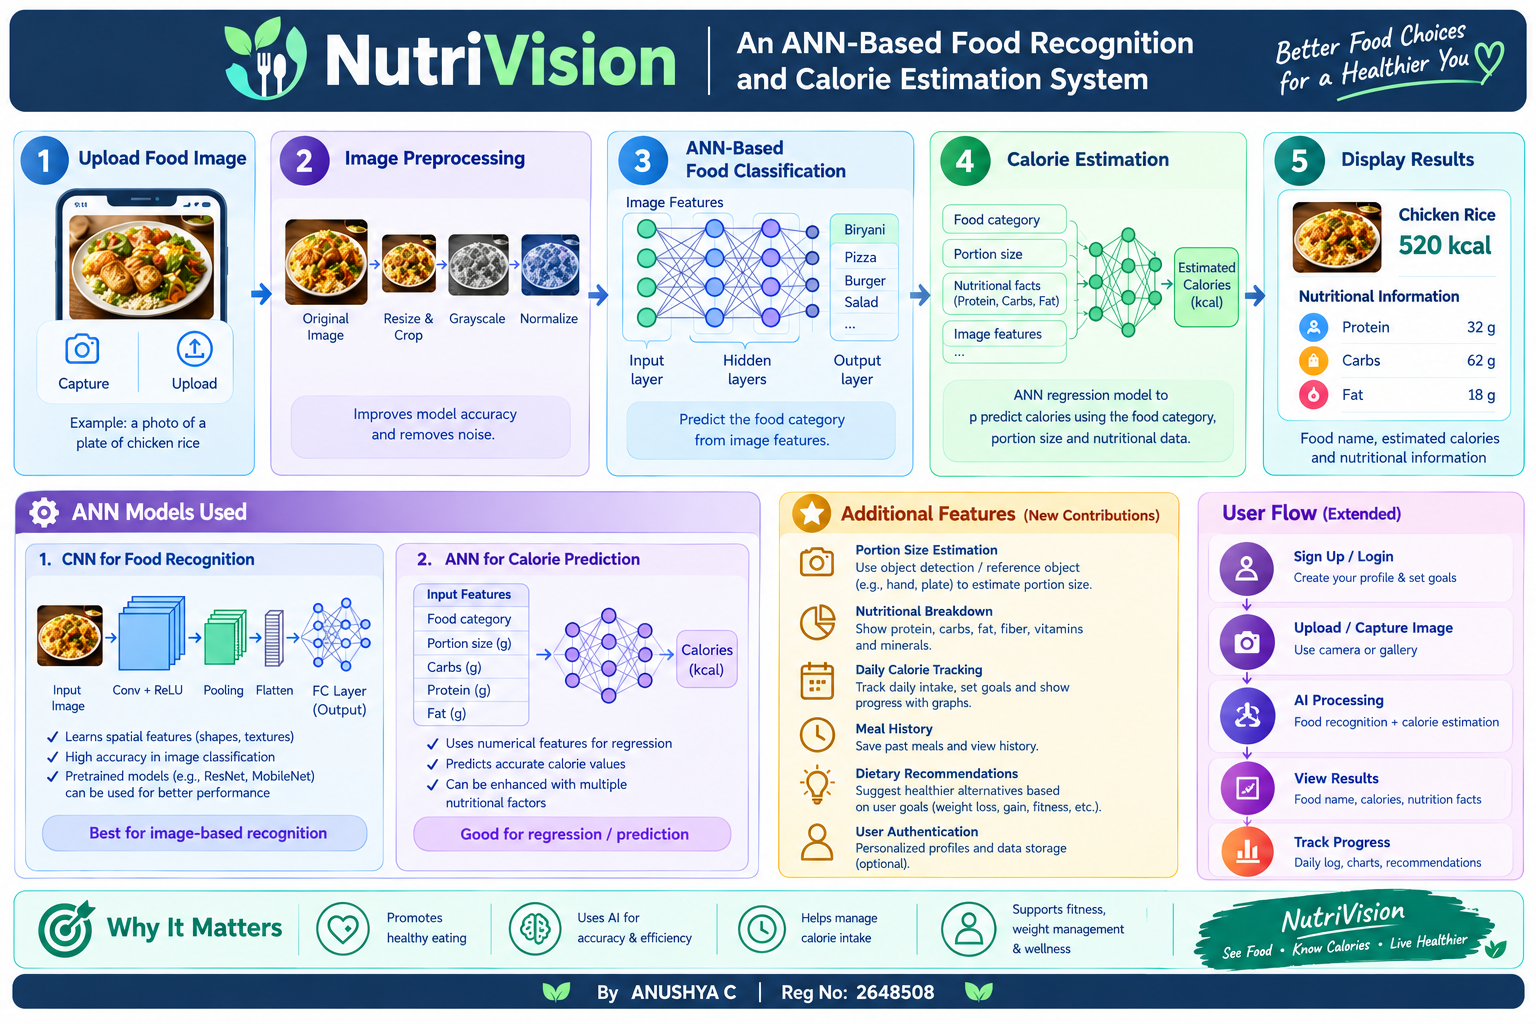 NutriVision
An ANN-Based Food Recognition
and Calorie Estimation System
Better Food Choices
for a Healthier You
1 Upload Food Image
9:11
Capture
Upload
Example: a photo of a
plate of chicken rice
2 Image Preprocessing
Original
Image
Resize &
Crop
Grayscale
Normalize
Improves model accuracy
and removes noise.
3 ANN-Based
Food Classification
Image Features
Biryani
Pizza
Burger
Salad
...
Input
layer
Hidden
layers
Output
layer
Predict the food category
from image features.
4 Calorie Estimation
Food category
Portion size
Nutritional facts
(Protein, Carbs, Fat)
Image features
...
Estimated
Calories
(kcal)
ANN regression model to
p predict calories using the food category,
portion size and nutritional data.
5 Display Results
Chicken Rice
520 kcal
Nutritional Information
Protein 32 g
Carbs 62 g
Fat 18 g
Food name, estimated calories
and nutritional information
ANN Models Used
1. CNN for Food Recognition
Input
Image
Conv + ReLU
Pooling
Flatten
FC Layer
(Output)
Learns spatial features (shapes, textures)
High accuracy in image classification
Pretrained models (e.g., ResNet, MobileNet)
can be used for better performance
Best for image-based recognition
2. ANN for Calorie Prediction
Input Features
Food category
Portion size (g)
Carbs (g)
Protein (g)
Fat (g)
Calories
(kcal)
Uses numerical features for regression
Predicts accurate calorie values
Can be enhanced with multiple
nutritional factors
Good for regression / prediction
Additional Features (New Contributions)
Portion Size Estimation
Use object detection / reference object
(e.g., hand, plate) to estimate portion size.
Nutritional Breakdown
Show protein, carbs, fat, fiber, vitamins
and minerals.
Daily Calorie Tracking
Track daily intake, set goals and show
progress with graphs.
Meal History
Save past meals and view history.
Dietary Recommendations
Suggest healthier alternatives based
on user goals (weight loss, gain, fitness, etc.).
User Authentication
Personalized profiles and data storage
(optional).
User Flow (Extended)
Sign Up / Login
Create your profile & set goals
Upload / Capture Image
Use camera or gallery
AI Processing
Food recognition + calorie estimation
View Results
Food name, calories, nutrition facts
Track Progress
Daily log, charts, recommendations
Why It Matters
Promotes
healthy eating
Uses AI for
accuracy & efficiency
Helps manage
calorie intake
Supports fitness,
weight management
& wellness
NutriVision
See Food • Know Calories • Live Healthier
By ANUSHYA C | Reg No: 2648508